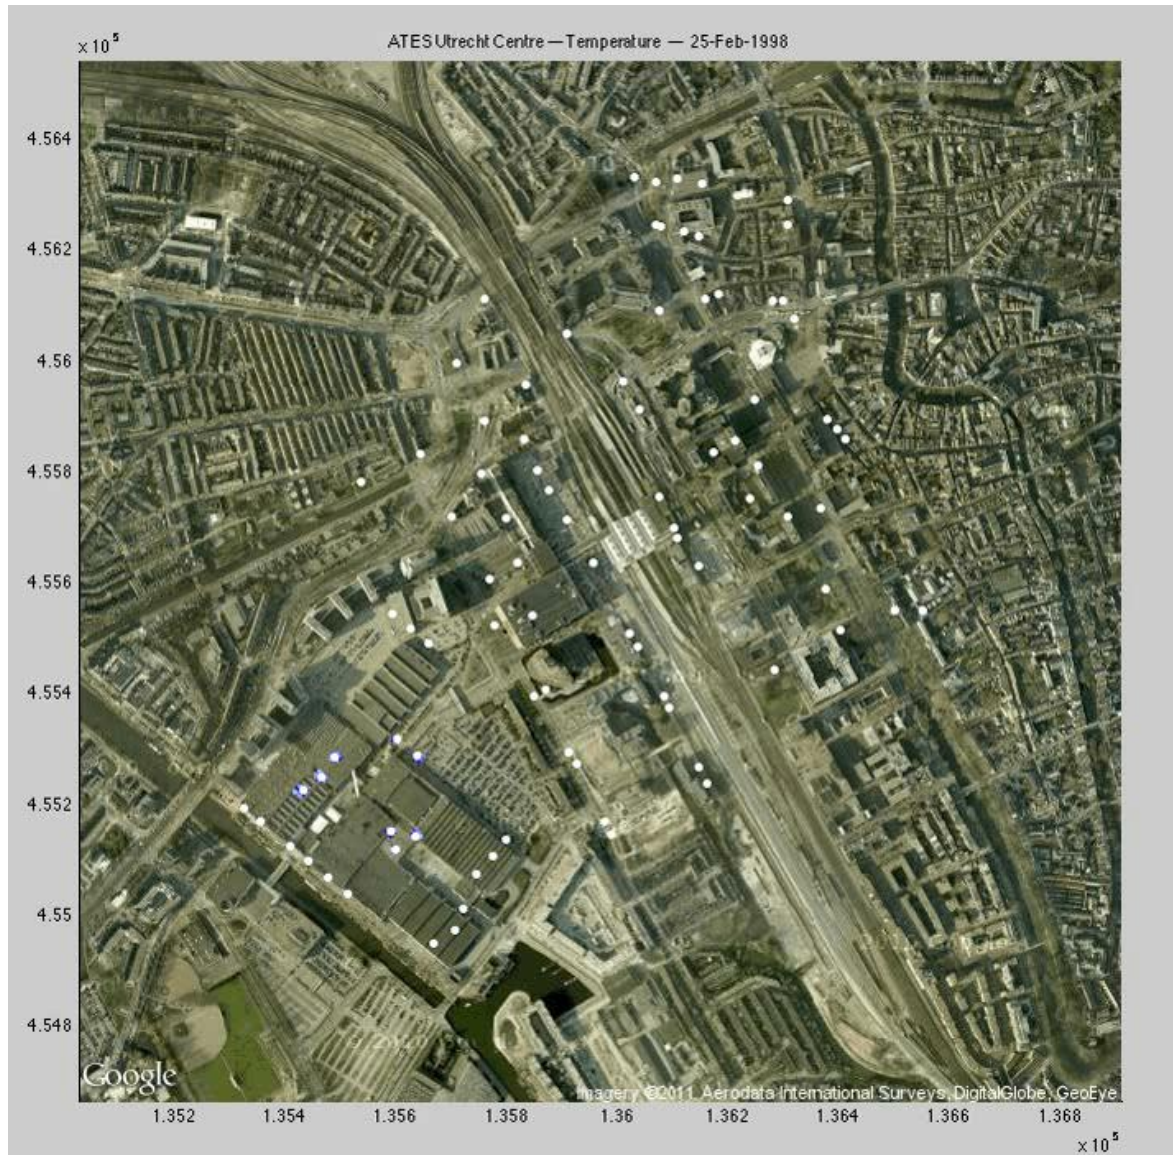 ATES Utrecht Centre — Temperature — 25-Feb-1998
x 10^5
4.564
4.562
4.56
4.558
4.556
4.554
4.552
4.55
4.548
Google
Imagery ©2011 Aerodata International Surveys, DigitalGlobe, GeoEye
1.352 1.354 1.356 1.358 1.36 1.362 1.364 1.366 1.368
x 10^5